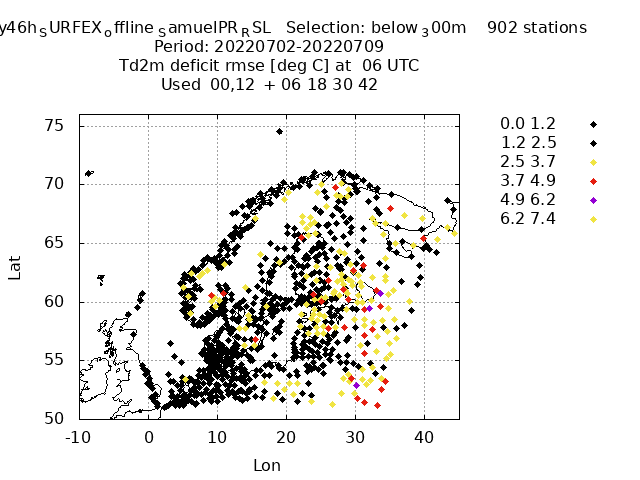 y46h_SURFEX_offline_SamuelPR_RSL Selection: below_300m 902 stations
Period: 20220702-20220709
Td2m deficit rmse [deg C] at 06 UTC
Used 00,12 + 06 18 30 42
75
70
65
60
55
50
-10 0 10 20 30 40
Lat
Lon
0.0 1.2
1.2 2.5
2.5 3.7
3.7 4.9
4.9 6.2
6.2 7.4